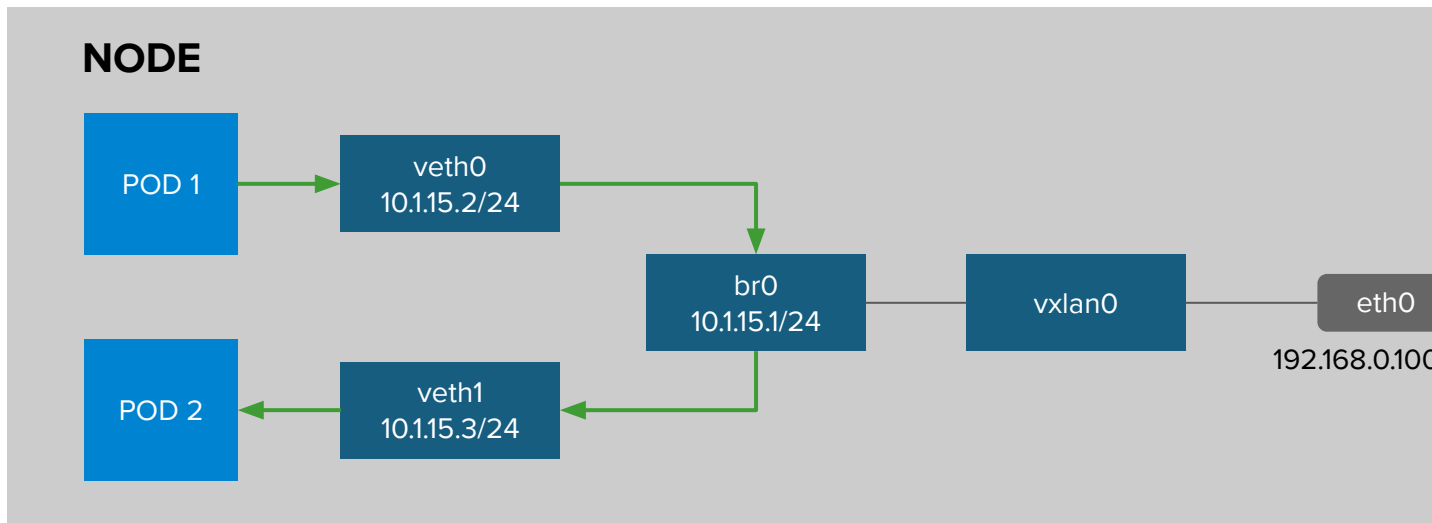 NODE
POD 1
veth0
10.1.15.2/24
br0
10.1.15.1/24
vxlan0
eth0
192.168.0.100
POD 2
veth1
10.1.15.3/24